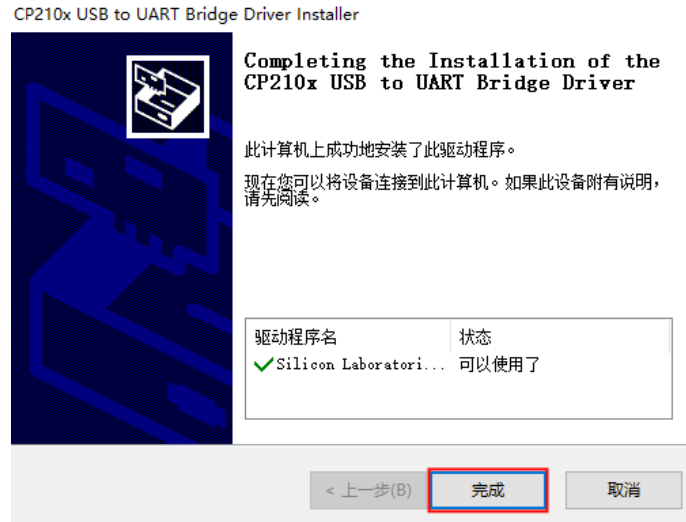 CP210x USB to UART Bridge Driver Installer
Completing the Installation of the
CP210x USB to UART Bridge Driver
此计算机上成功地安装了此驱动程序。
现在您可以将设备连接到此计算机。如果此设备附有说明，
请先阅读。
驱动程序名 状态
Silicon Laboratori... 可以使用了
< 上一步(B) 完成 取消